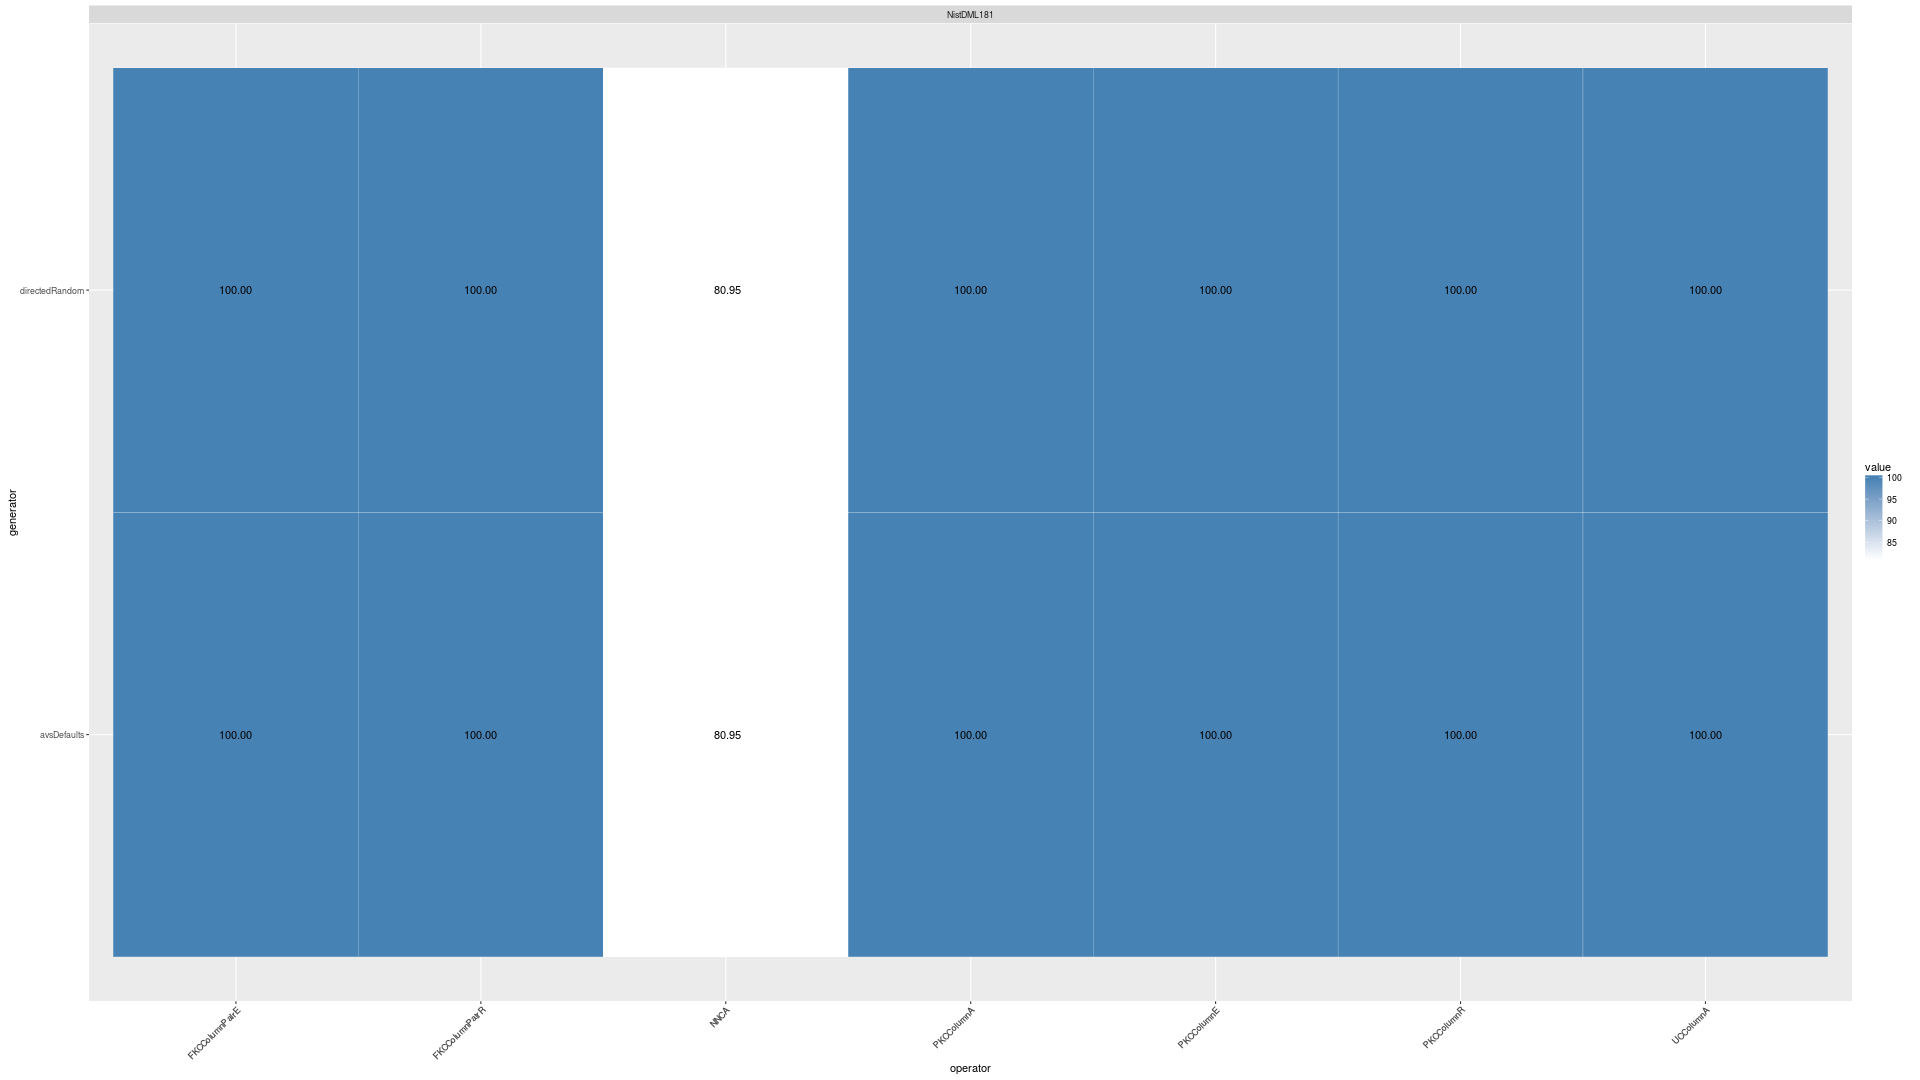 NistDML181
directedRandom
100.00 100.00 80.95 100.00 100.00 100.00 100.00
avsDefaults
100.00 100.00 80.95 100.00 100.00 100.00 100.00
generator
FKCColumnPairE FKCColumnPairR NNCA PKCColumnA PKCColumnE PKCColumnR UCColumnA
operator
value
100
95
90
85